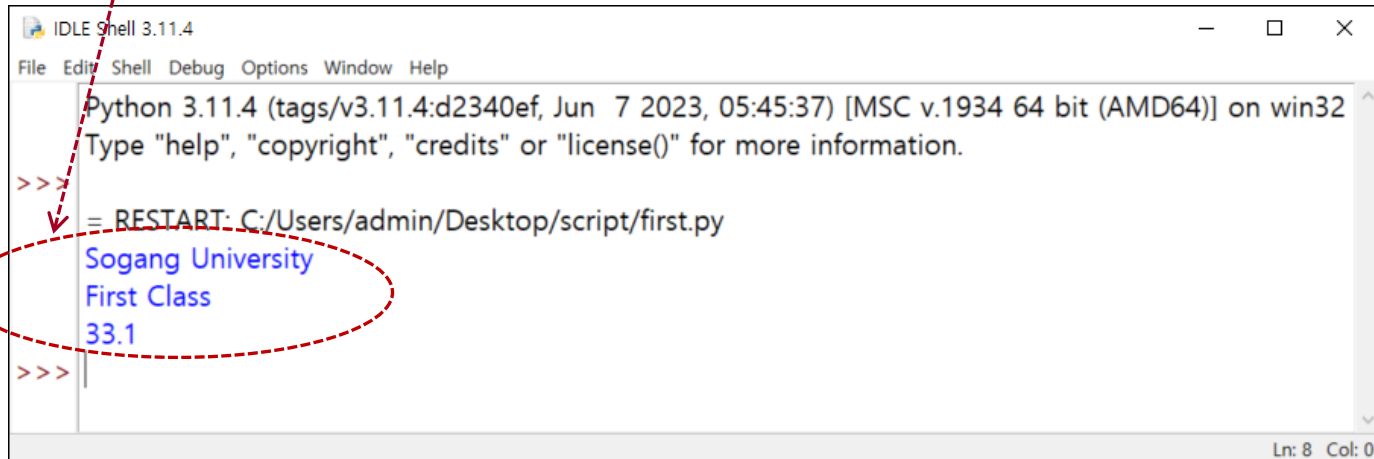 IDLE Shell 3.11.4
File Edit Shell Debug Options Window Help
Python 3.11.4 (tags/v3.11.4:d2340ef, Jun  7 2023, 05:45:37) [MSC v.1934 64 bit (AMD64)] on win32
Type "help", "copyright", "credits" or "license()" for more information.
>>>
= RESTART: C:/Users/admin/Desktop/script/first.py
Sogang University
First Class
33.1
>>>
Ln: 8 Col: 0